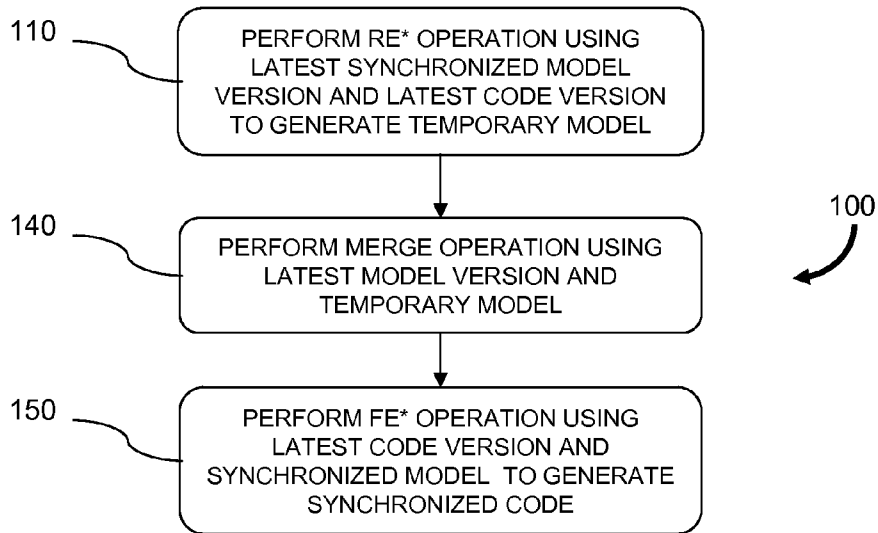 110
PERFORM RE* OPERATION USING
LATEST SYNCHRONIZED MODEL
VERSION AND LATEST CODE VERSION
TO GENERATE TEMPORARY MODEL
140
PERFORM MERGE OPERATION USING
LATEST MODEL VERSION AND
TEMPORARY MODEL
100
150
PERFORM FE* OPERATION USING
LATEST CODE VERSION AND
SYNCHRONIZED MODEL TO GENERATE
SYNCHRONIZED CODE